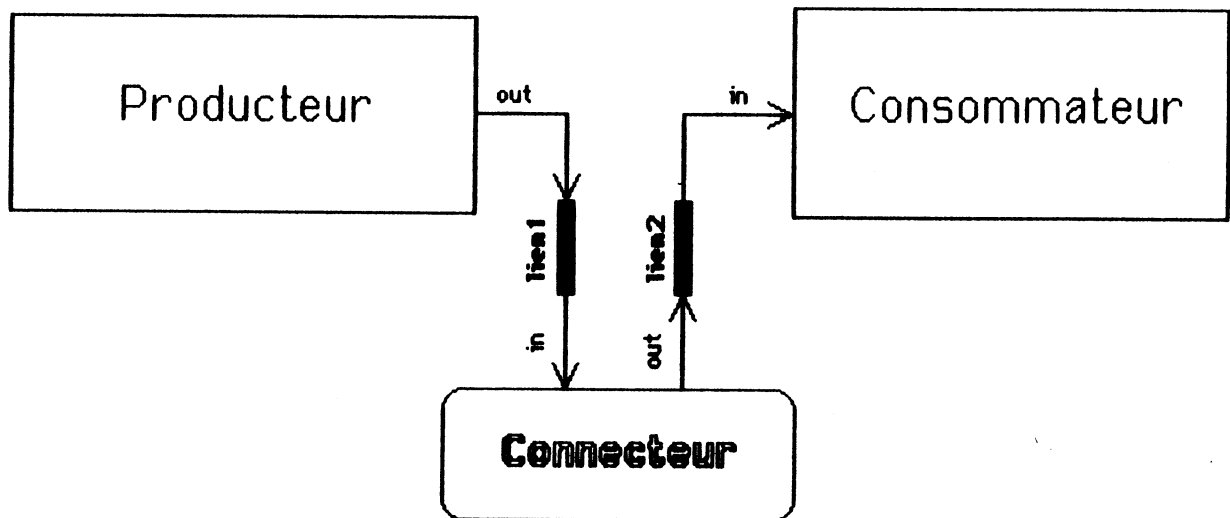 Producteur
out
in
Consommateur
lien1
lien2
in
out
Connecteur